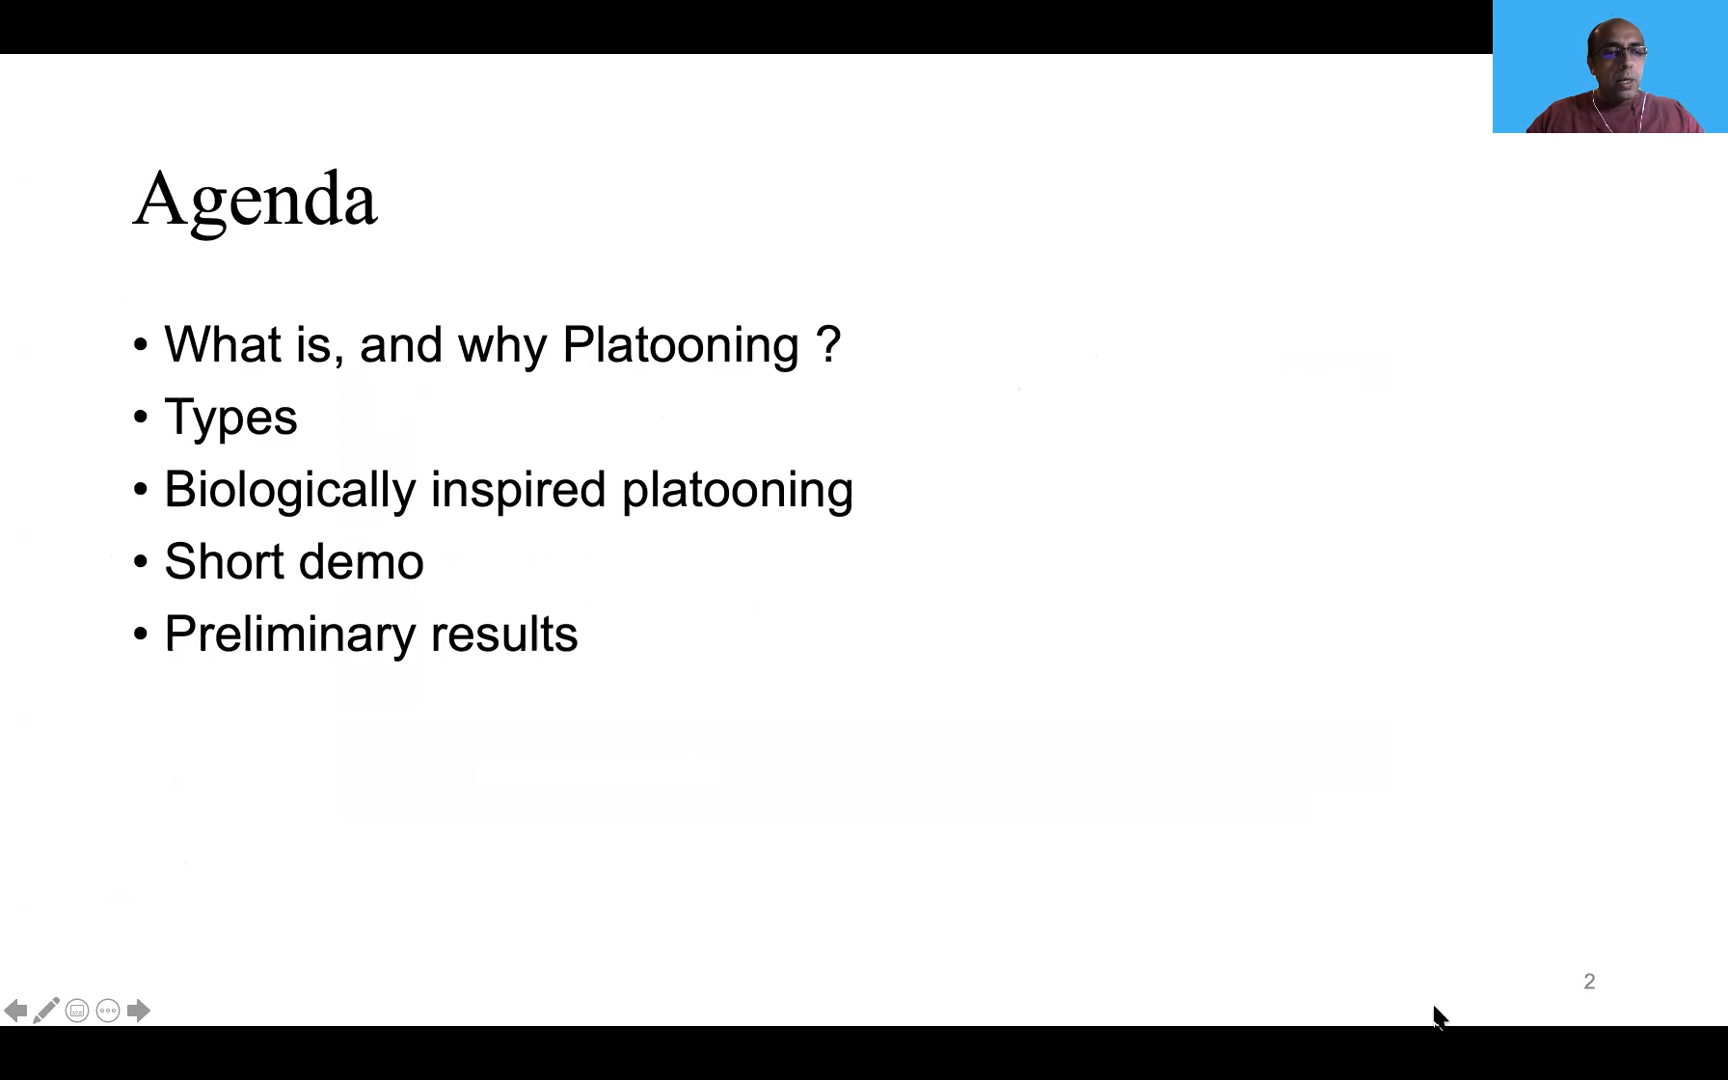 Agenda
• What is, and why Platooning ?
• Types
• Biologically inspired platooning
• Short demo
• Preliminary results
2